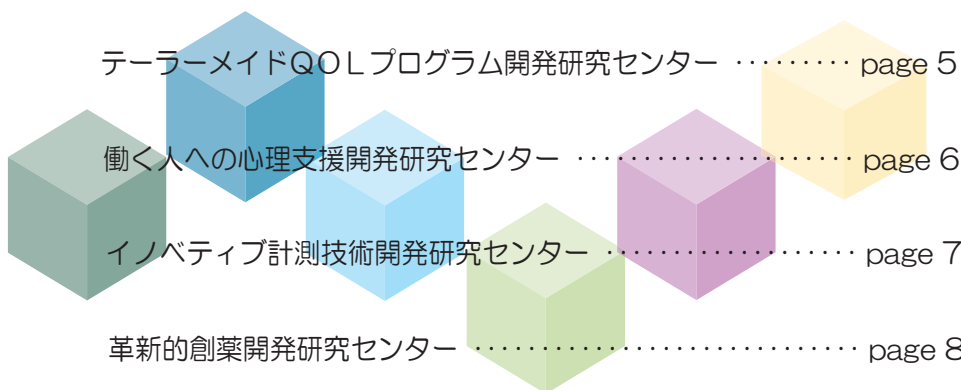 テーラーメイドQOLプログラム開発研究センター ········· page 5
働く人への心理支援開発研究センター ····················· page 6
イノベティブ計測技術開発研究センター ···················· page 7
革新的創薬開発研究センター ····························· page 8